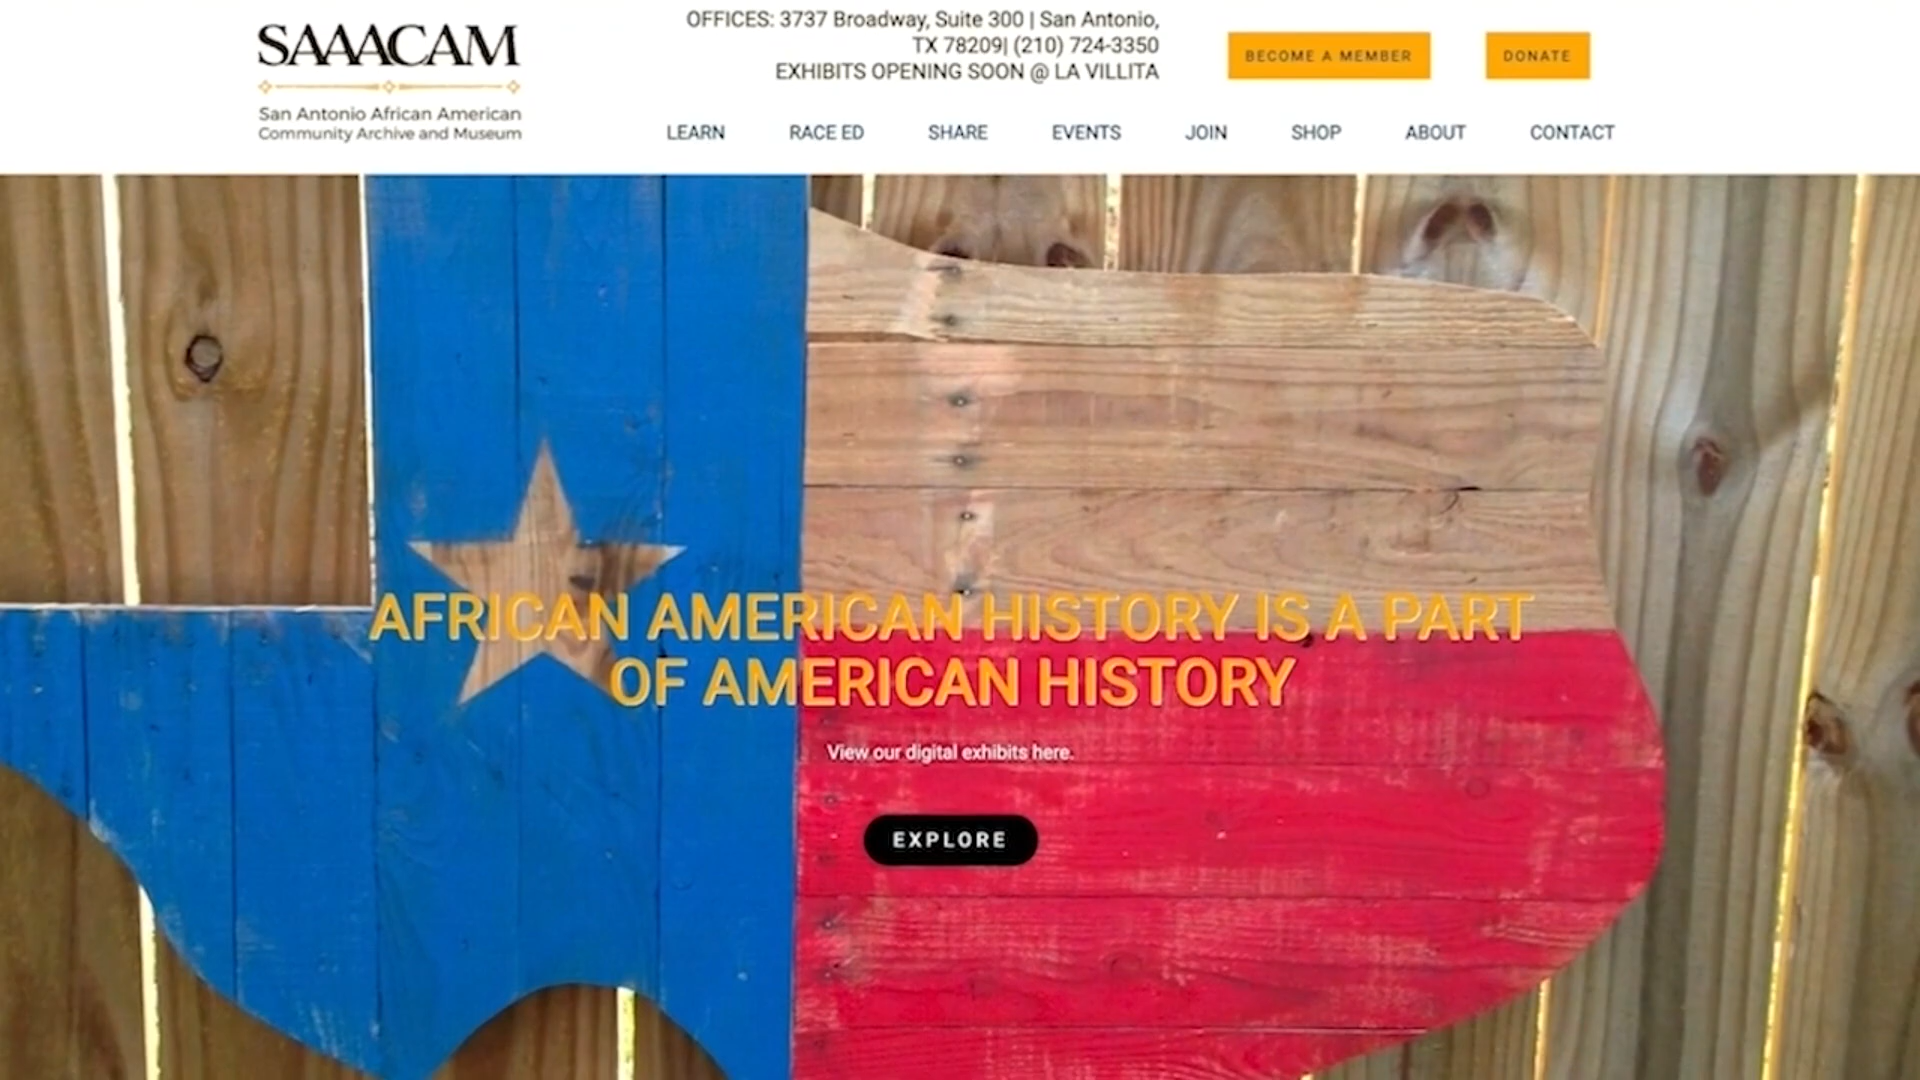 SAAACAM
San Antonio African American
Community Archive and Museum
OFFICES: 3737 Broadway, Suite 300 | San Antonio,
TX 78209| (210) 724-3350
EXHIBITS OPENING SOON @ LA VILLITA
BECOME A MEMBER
DONATE
LEARN RACE ED SHARE EVENTS JOIN SHOP ABOUT CONTACT
AFRICAN AMERICAN HISTORY IS A PART
OF AMERICAN HISTORY
View our digital exhibits here.
EXPLORE